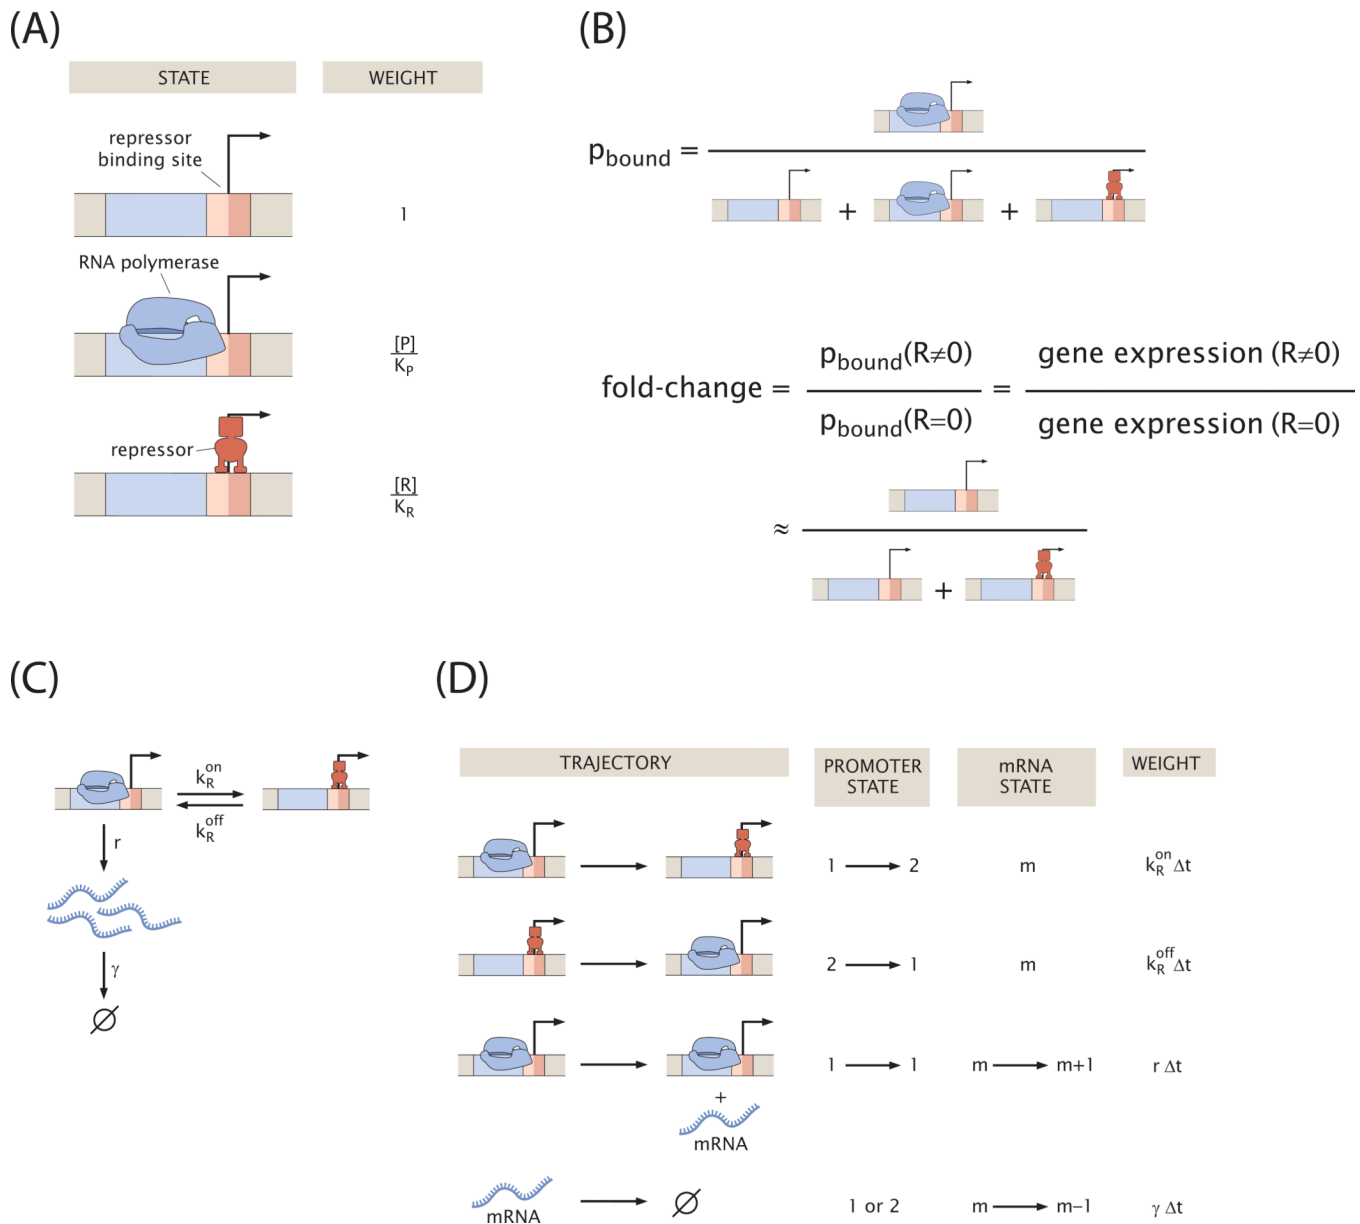 (A)
STATE WEIGHT
repressor
binding site
1
RNA polymerase
[P]
K_P
repressor
[R]
K_R
(B)
p_bound =
+ +
fold-change = p_bound(R≠0) / p_bound(R=0) = gene expression (R≠0) / gene expression (R=0)
≈
+
(C)
k_R^on
k_R^off
r
γ
∅
(D)
TRAJECTORY PROMOTER STATE mRNA STATE WEIGHT
1 → 2 m k_R^on Δt
2 → 1 m k_R^off Δt
1 → 1 m → m+1 r Δt
+
mRNA
mRNA → ∅ 1 or 2 m → m−1 γ Δt